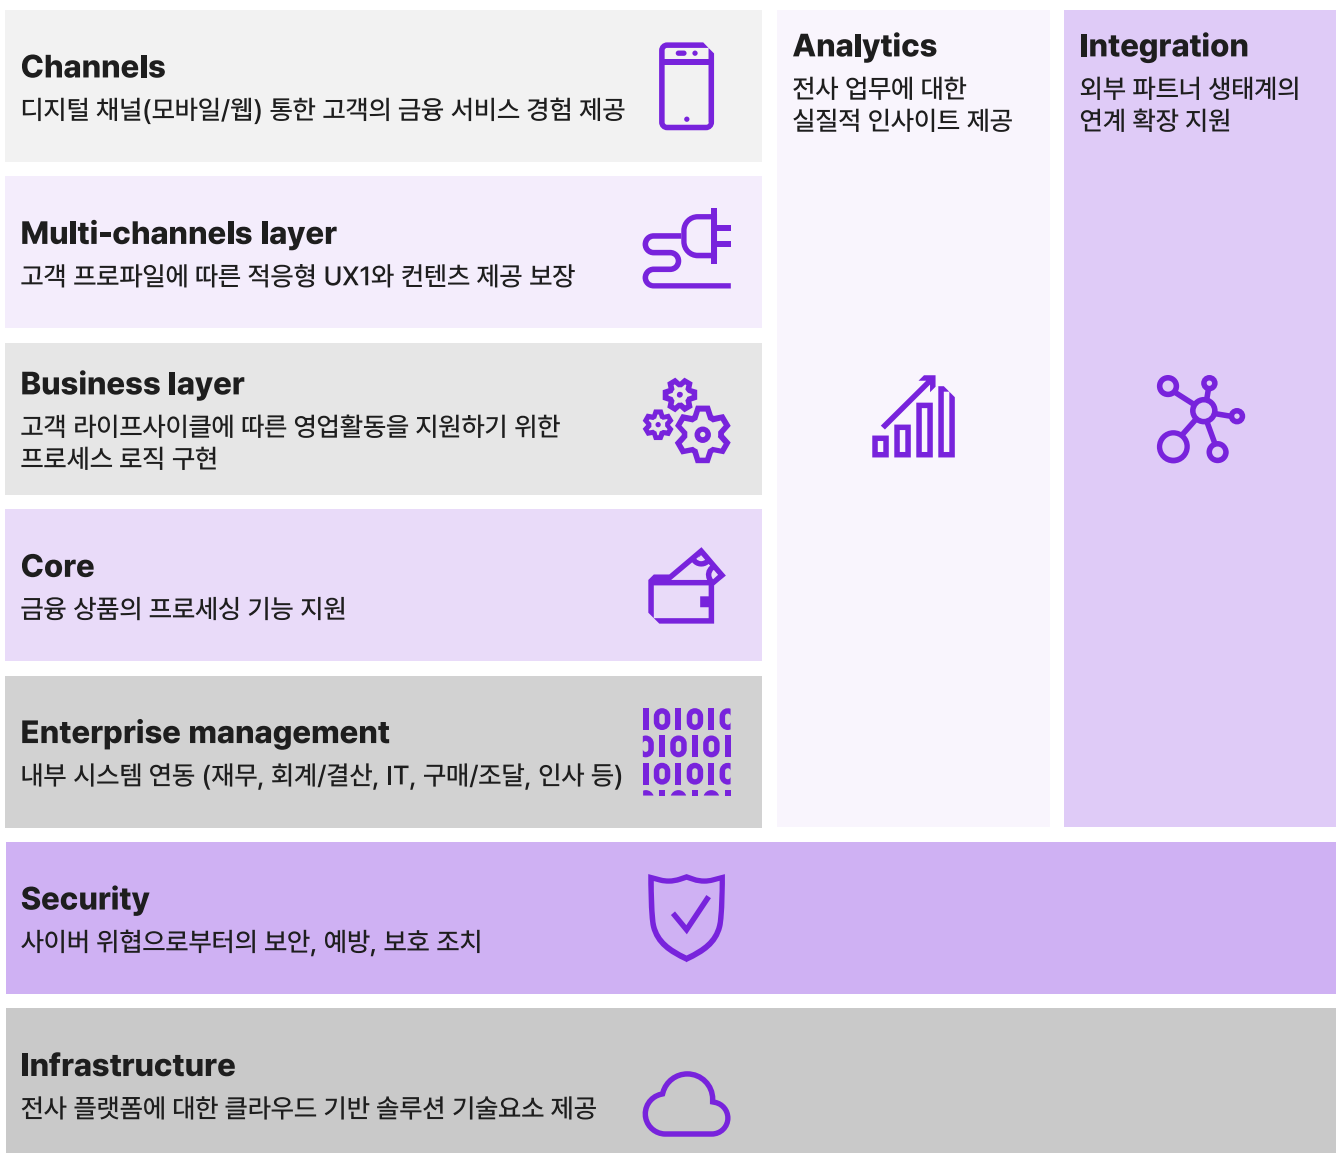 Channels
디지털 채널(모바일/웹) 통한 고객의 금융 서비스 경험 제공
Multi-channels layer
고객 프로파일에 따른 적응형 UX1와 컨텐츠 제공 보장
Business layer
고객 라이프사이클에 따른 영업활동을 지원하기 위한
프로세스 로직 구현
Core
금융 상품의 프로세싱 기능 지원
Enterprise management
내부 시스템 연동 (재무, 회계/결산, IT, 구매/조달, 인사 등)
Analytics
전사 업무에 대한
실질적 인사이트 제공
Integration
외부 파트너 생태계의
연계 확장 지원
Security
사이버 위협으로부터의 보안, 예방, 보호 조치
Infrastructure
전사 플랫폼에 대한 클라우드 기반 솔루션 기술요소 제공